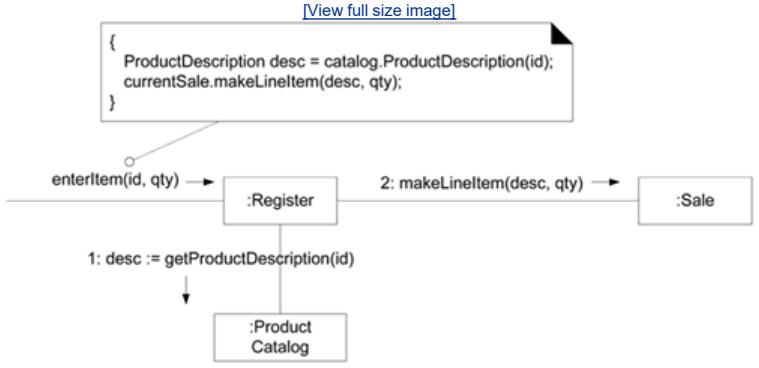 [View full size image]
{
ProductDescription desc = catalog.ProductDescription(id);
currentSale.makeLineItem(desc, qty);
}
enterItem(id, qty)
:Register
2: makeLineItem(desc, qty)
:Sale
1: desc := getProductDescription(id)
:Product
Catalog